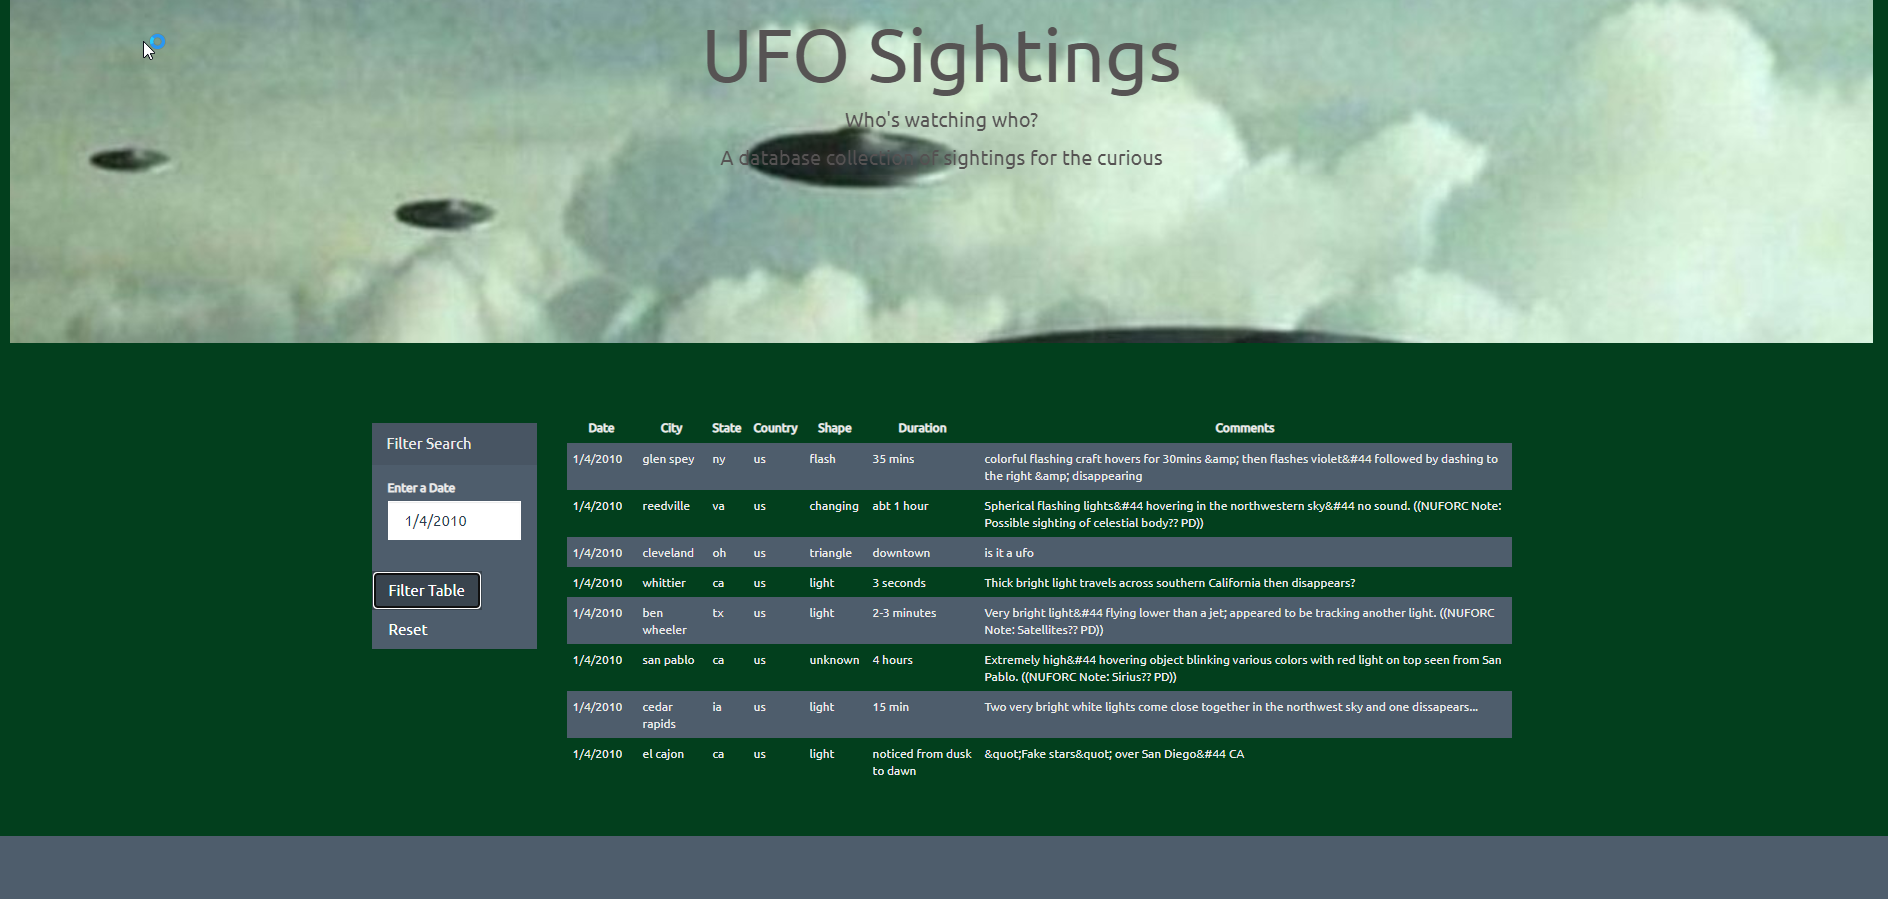 UFO Sightings
Who's watching who?
A database collection of sightings for the curious
Filter Search
Enter a Date
1/4/2010
Filter Table
Reset
Date City State Country Shape Duration Comments
1/4/2010 glen spey ny us flash 35 mins colorful flashing craft hovers for 30mins &amp; then flashes violet&#44 followed by dashing to
the right &amp; disappearing
1/4/2010 reedville va us changing abt 1 hour Spherical flashing lights&#44 hovering in the northwestern sky&#44 no sound. ((NUFORC Note:
Possible sighting of celestial body?? PD))
1/4/2010 cleveland oh us triangle downtown is it a ufo
1/4/2010 whittier ca us light 3 seconds Thick bright light travels across southern California then disappears?
1/4/2010 ben tx us light 2-3 minutes Very bright light&#44 flying lower than a jet; appeared to be tracking another light. ((NUFORC
wheeler Note: Satellites?? PD))
1/4/2010 san pablo ca us unknown 4 hours Extremely high&#44 hovering object blinking various colors with red light on top seen from San
Pablo. ((NUFORC Note: Sirius?? PD))
1/4/2010 cedar ia us light 15 min Two very bright white lights come close together in the northwest sky and one dissapears...
rapids
1/4/2010 el cajon ca us light noticed from dusk &quot;Fake stars&quot; over San Diego&#44 CA
to dawn